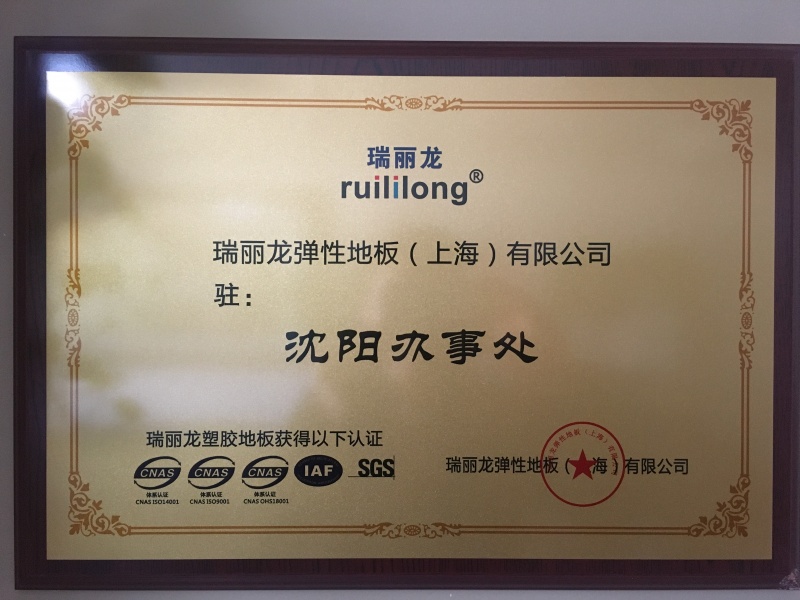 瑞丽龙
ruililong®
瑞丽龙弹性地板（上海）有限公司
驻：
沈阳办事处
瑞丽龙塑胶地板获得以下认证
CNAS CNAS CNAS IAF SGS
体系认证 体系认证 体系认证
CNAS ISO14001 CNAS ISO9001 CNAS OHS18001
瑞丽龙弹性地板（上海）有限公司